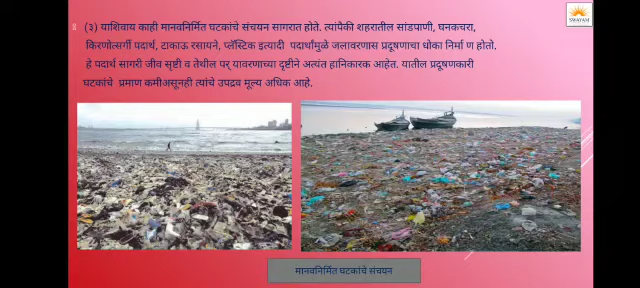 (३) याशिवाय काही मानवनिर्मित घटकांचे संचयन सागरात होते. त्यांपैकी शहरातील सांडपाणी, घनकचरा,
किरणोत्सर्गी पदार्थ, टाकाऊ रसायने, प्लॅस्टिक इत्यादी पदार्थांमुळे जलावरणास प्रदूषणाचा धोका निर्मा ण होतो.
हे पदार्थ सागरी जीव सृष्टी व तेथील पर् यावरणाच्या दृष्टीने अत्यंत हानिकारक आहेत. यातील प्रदूषणकारी
घटकांचे प्रमाण कमीअसूनही त्यांचे उपद्रव मूल्य अधिक आहे.
मानवनिर्मित घटकांचे संचयन